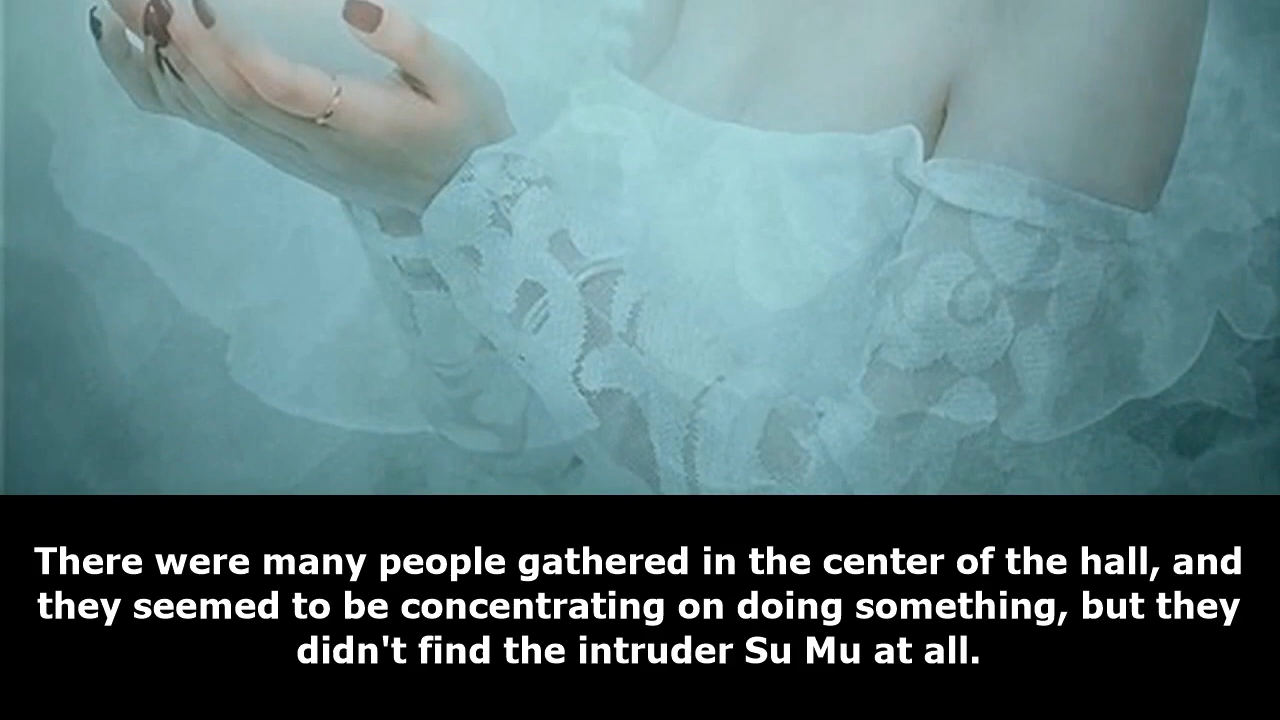 There were many people gathered in the center of the hall, and
they seemed to be concentrating on doing something, but they
didn't find the intruder Su Mu at all.